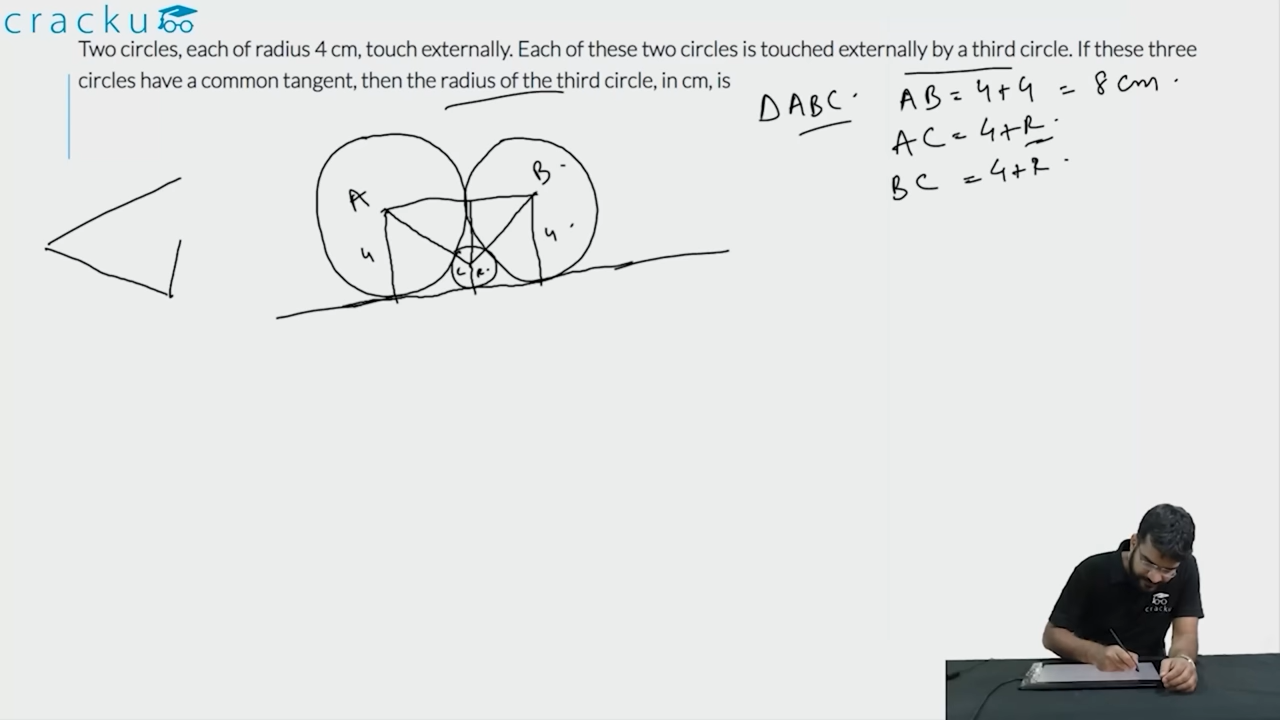 cracku
Two circles, each of radius 4 cm, touch externally. Each of these two circles is touched externally by a third circle. If these three
circles have a common tangent, then the radius of the third circle, in cm, is
DABC.
AB = 4+4 = 8 cm.
AC = 4+R.
BC = 4+R.
A
B
4
4
C
R
cracku